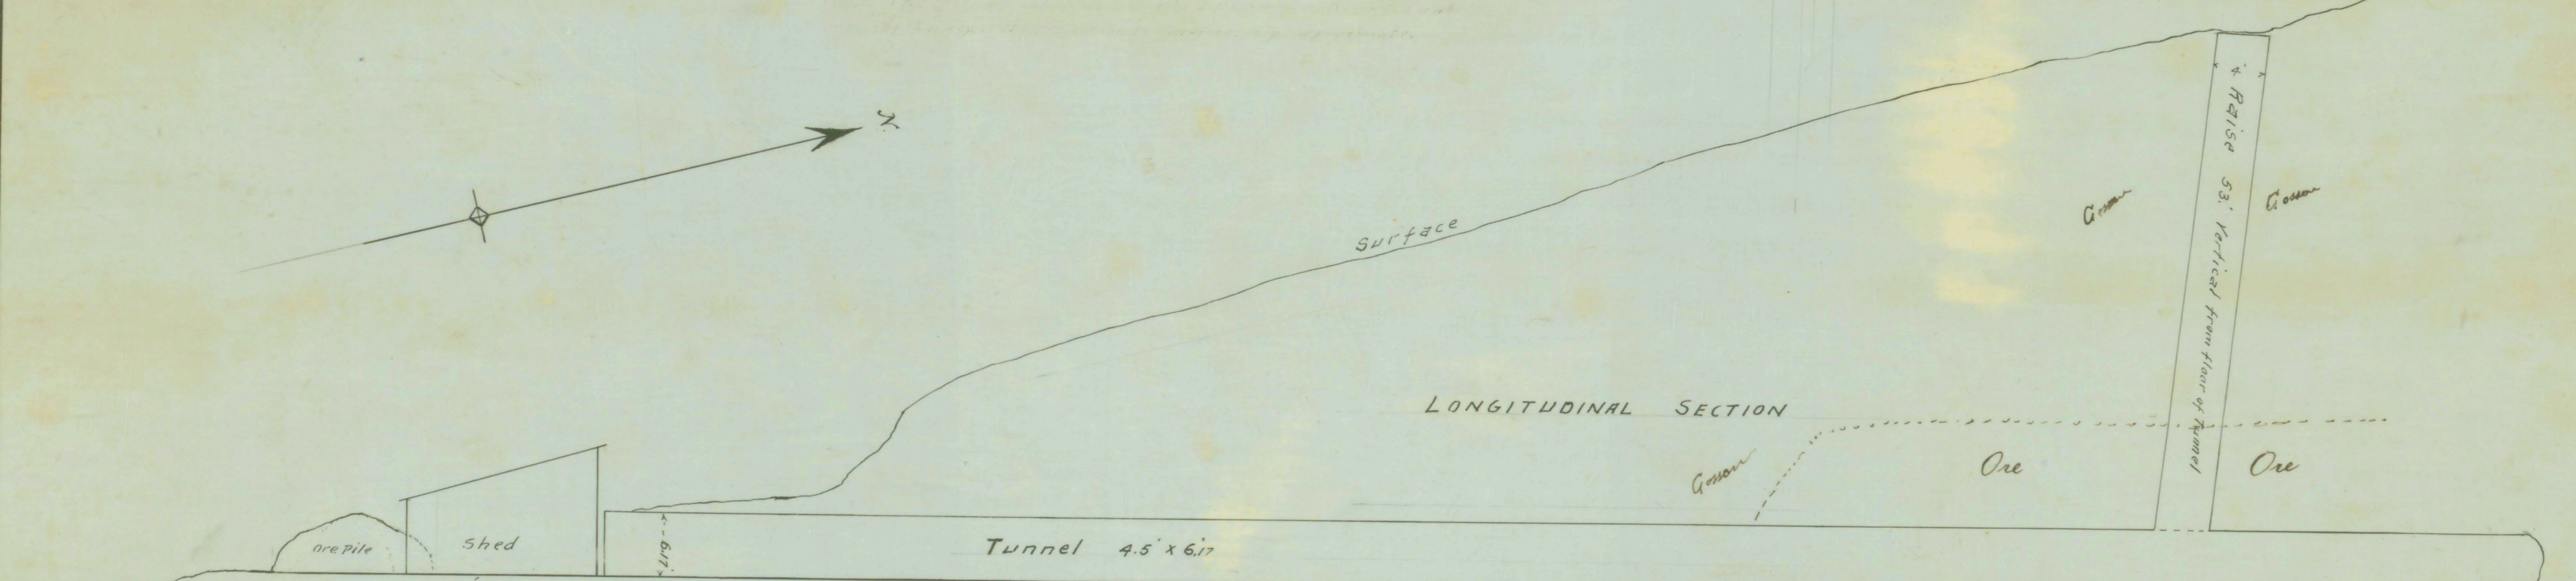 N.
4' Raise 53.' Vertical from floor of Tunnel
Gossan
Gossan
Surface
LONGITUDINAL SECTION
Gossan
Ore
Ore
Ore Pile
Shed
6.17'
Tunnel 4.5' x 6.17'